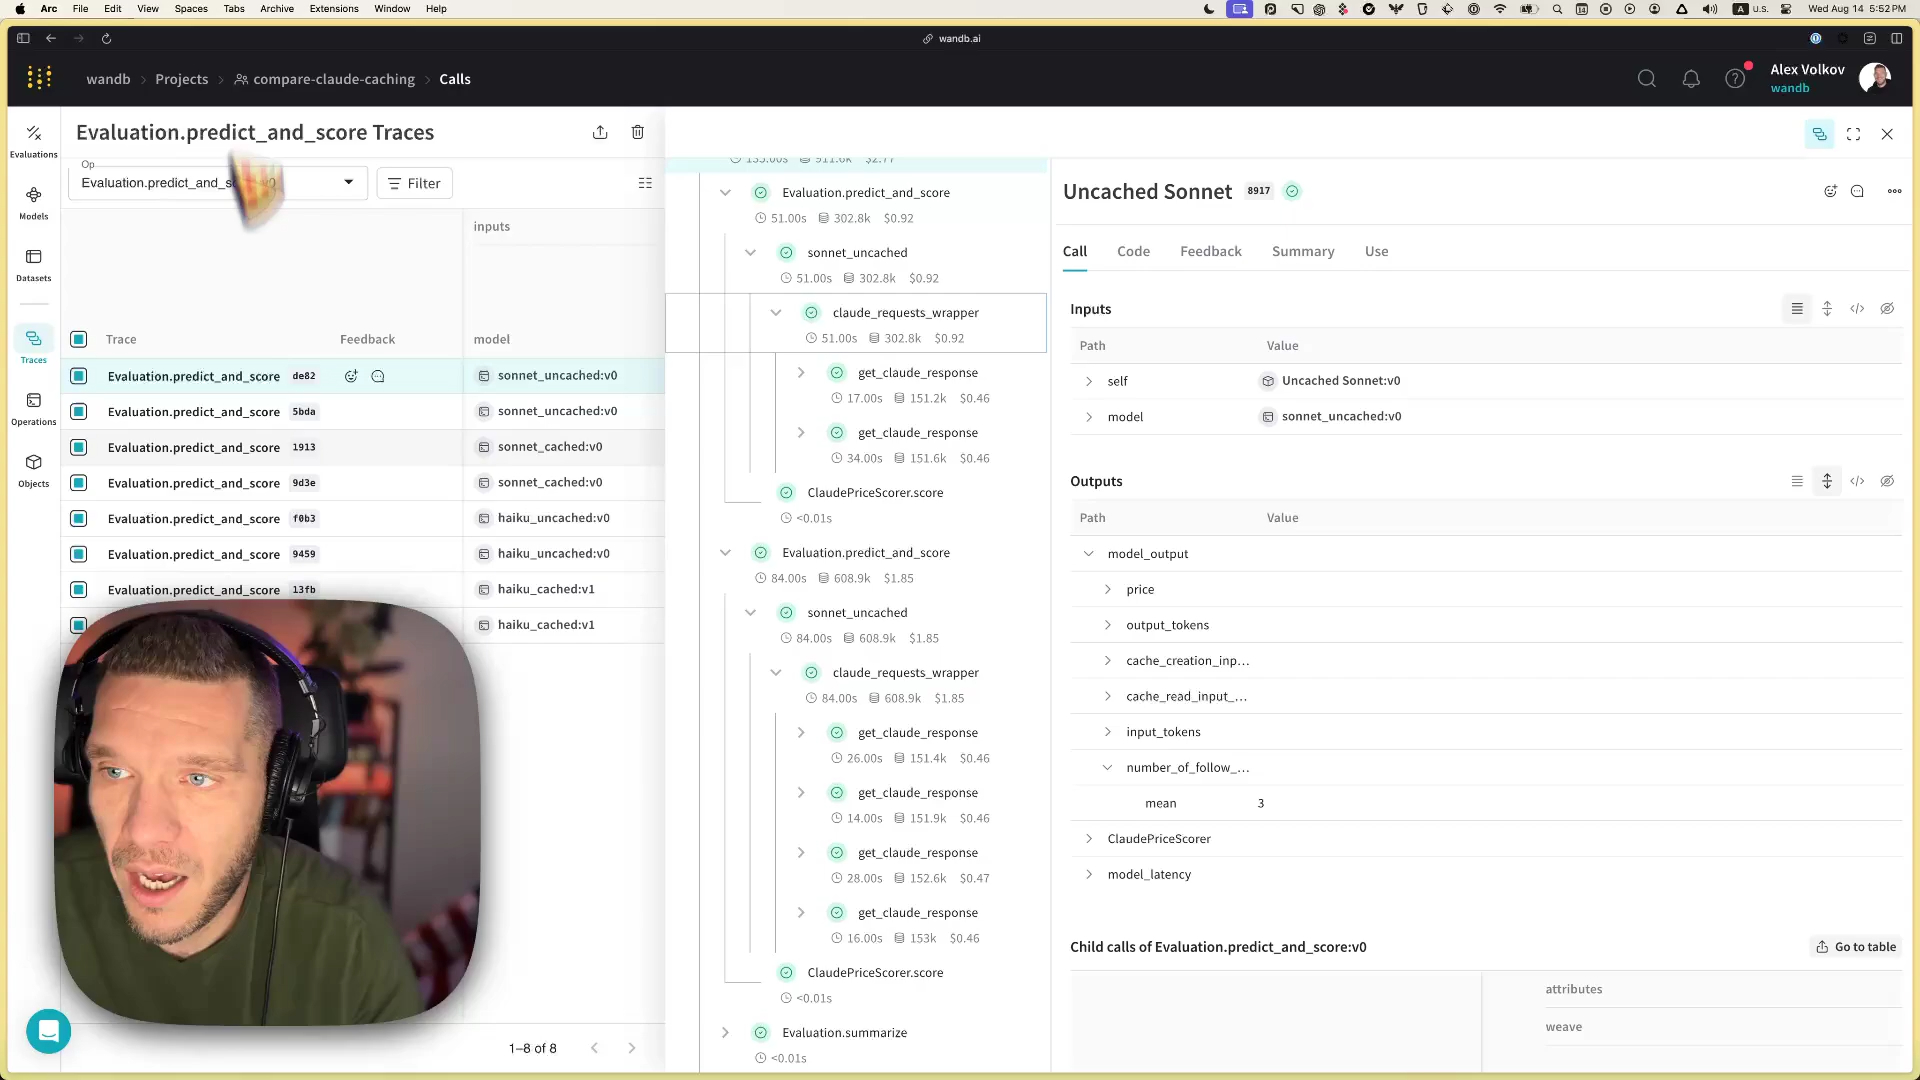 Arc File Edit View Spaces Tabs Archive Extensions Window Help
A U.S. Wed Aug 14 5:52 PM
wandb.ai
wandb > Projects > compare-claude-caching > Calls
Alex Volkov
wandb
Evaluations
Models
Datasets
Traces
Operations
Objects
Evaluation.predict_and_score Traces
Op
Filter
inputs
Trace Feedback model
Evaluation.predict_and_score de82 sonnet_uncached:v0
Evaluation.predict_and_score 5bda sonnet_uncached:v0
Evaluation.predict_and_score 1913 sonnet_cached:v0
Evaluation.predict_and_score 9d3e sonnet_cached:v0
Evaluation.predict_and_score f0b3 haiku_uncached:v0
Evaluation.predict_and_score 9459 haiku_uncached:v0
Evaluation.predict_and_score 13fb haiku_cached:v1
haiku_cached:v1
1–8 of 8
Evaluation.predict_and_score
51.00s 302.8k $0.92
sonnet_uncached
51.00s 302.8k $0.92
claude_requests_wrapper
51.00s 302.8k $0.92
get_claude_response
17.00s 151.2k $0.46
get_claude_response
34.00s 151.6k $0.46
ClaudePriceScorer.score
<0.01s
Evaluation.predict_and_score
84.00s 608.9k $1.85
sonnet_uncached
84.00s 608.9k $1.85
claude_requests_wrapper
84.00s 608.9k $1.85
get_claude_response
26.00s 151.4k $0.46
get_claude_response
14.00s 151.9k $0.46
get_claude_response
28.00s 152.6k $0.47
get_claude_response
16.00s 153k $0.46
ClaudePriceScorer.score
<0.01s
Evaluation.summarize
<0.01s
Uncached Sonnet 8917
Call Code Feedback Summary Use
Inputs
Path Value
self Uncached Sonnet:v0
model sonnet_uncached:v0
Outputs
Path Value
model_output
price
output_tokens
cache_creation_inp...
cache_read_input_...
input_tokens
number_of_follow_...
mean 3
ClaudePriceScorer
model_latency
Child calls of Evaluation.predict_and_score:v0 Go to table
attributes
weave